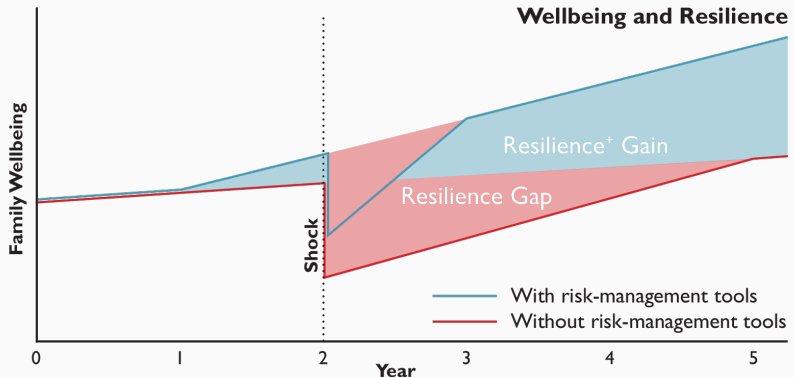 Wellbeing and Resilience
Family Wellbeing
Resilience+ Gain
Resilience Gap
Shock
With risk-management tools
Without risk-management tools
0 1 2 3 4 5
Year